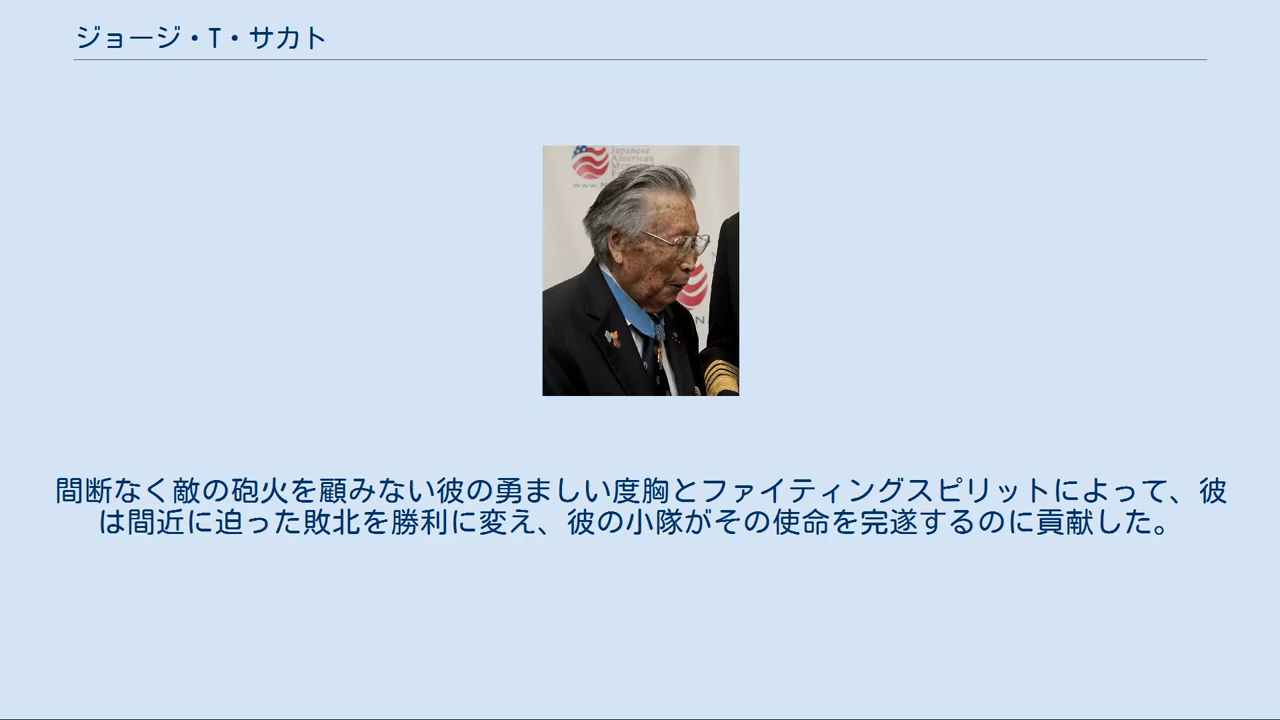 ジョージ・T・サカト
Japanese
American
間断なく敵の砲火を顧みない彼の勇ましい度胸とファイティングスピリットによって、彼
は間近に迫った敗北を勝利に変え、彼の小隊がその使命を完遂するのに貢献した。